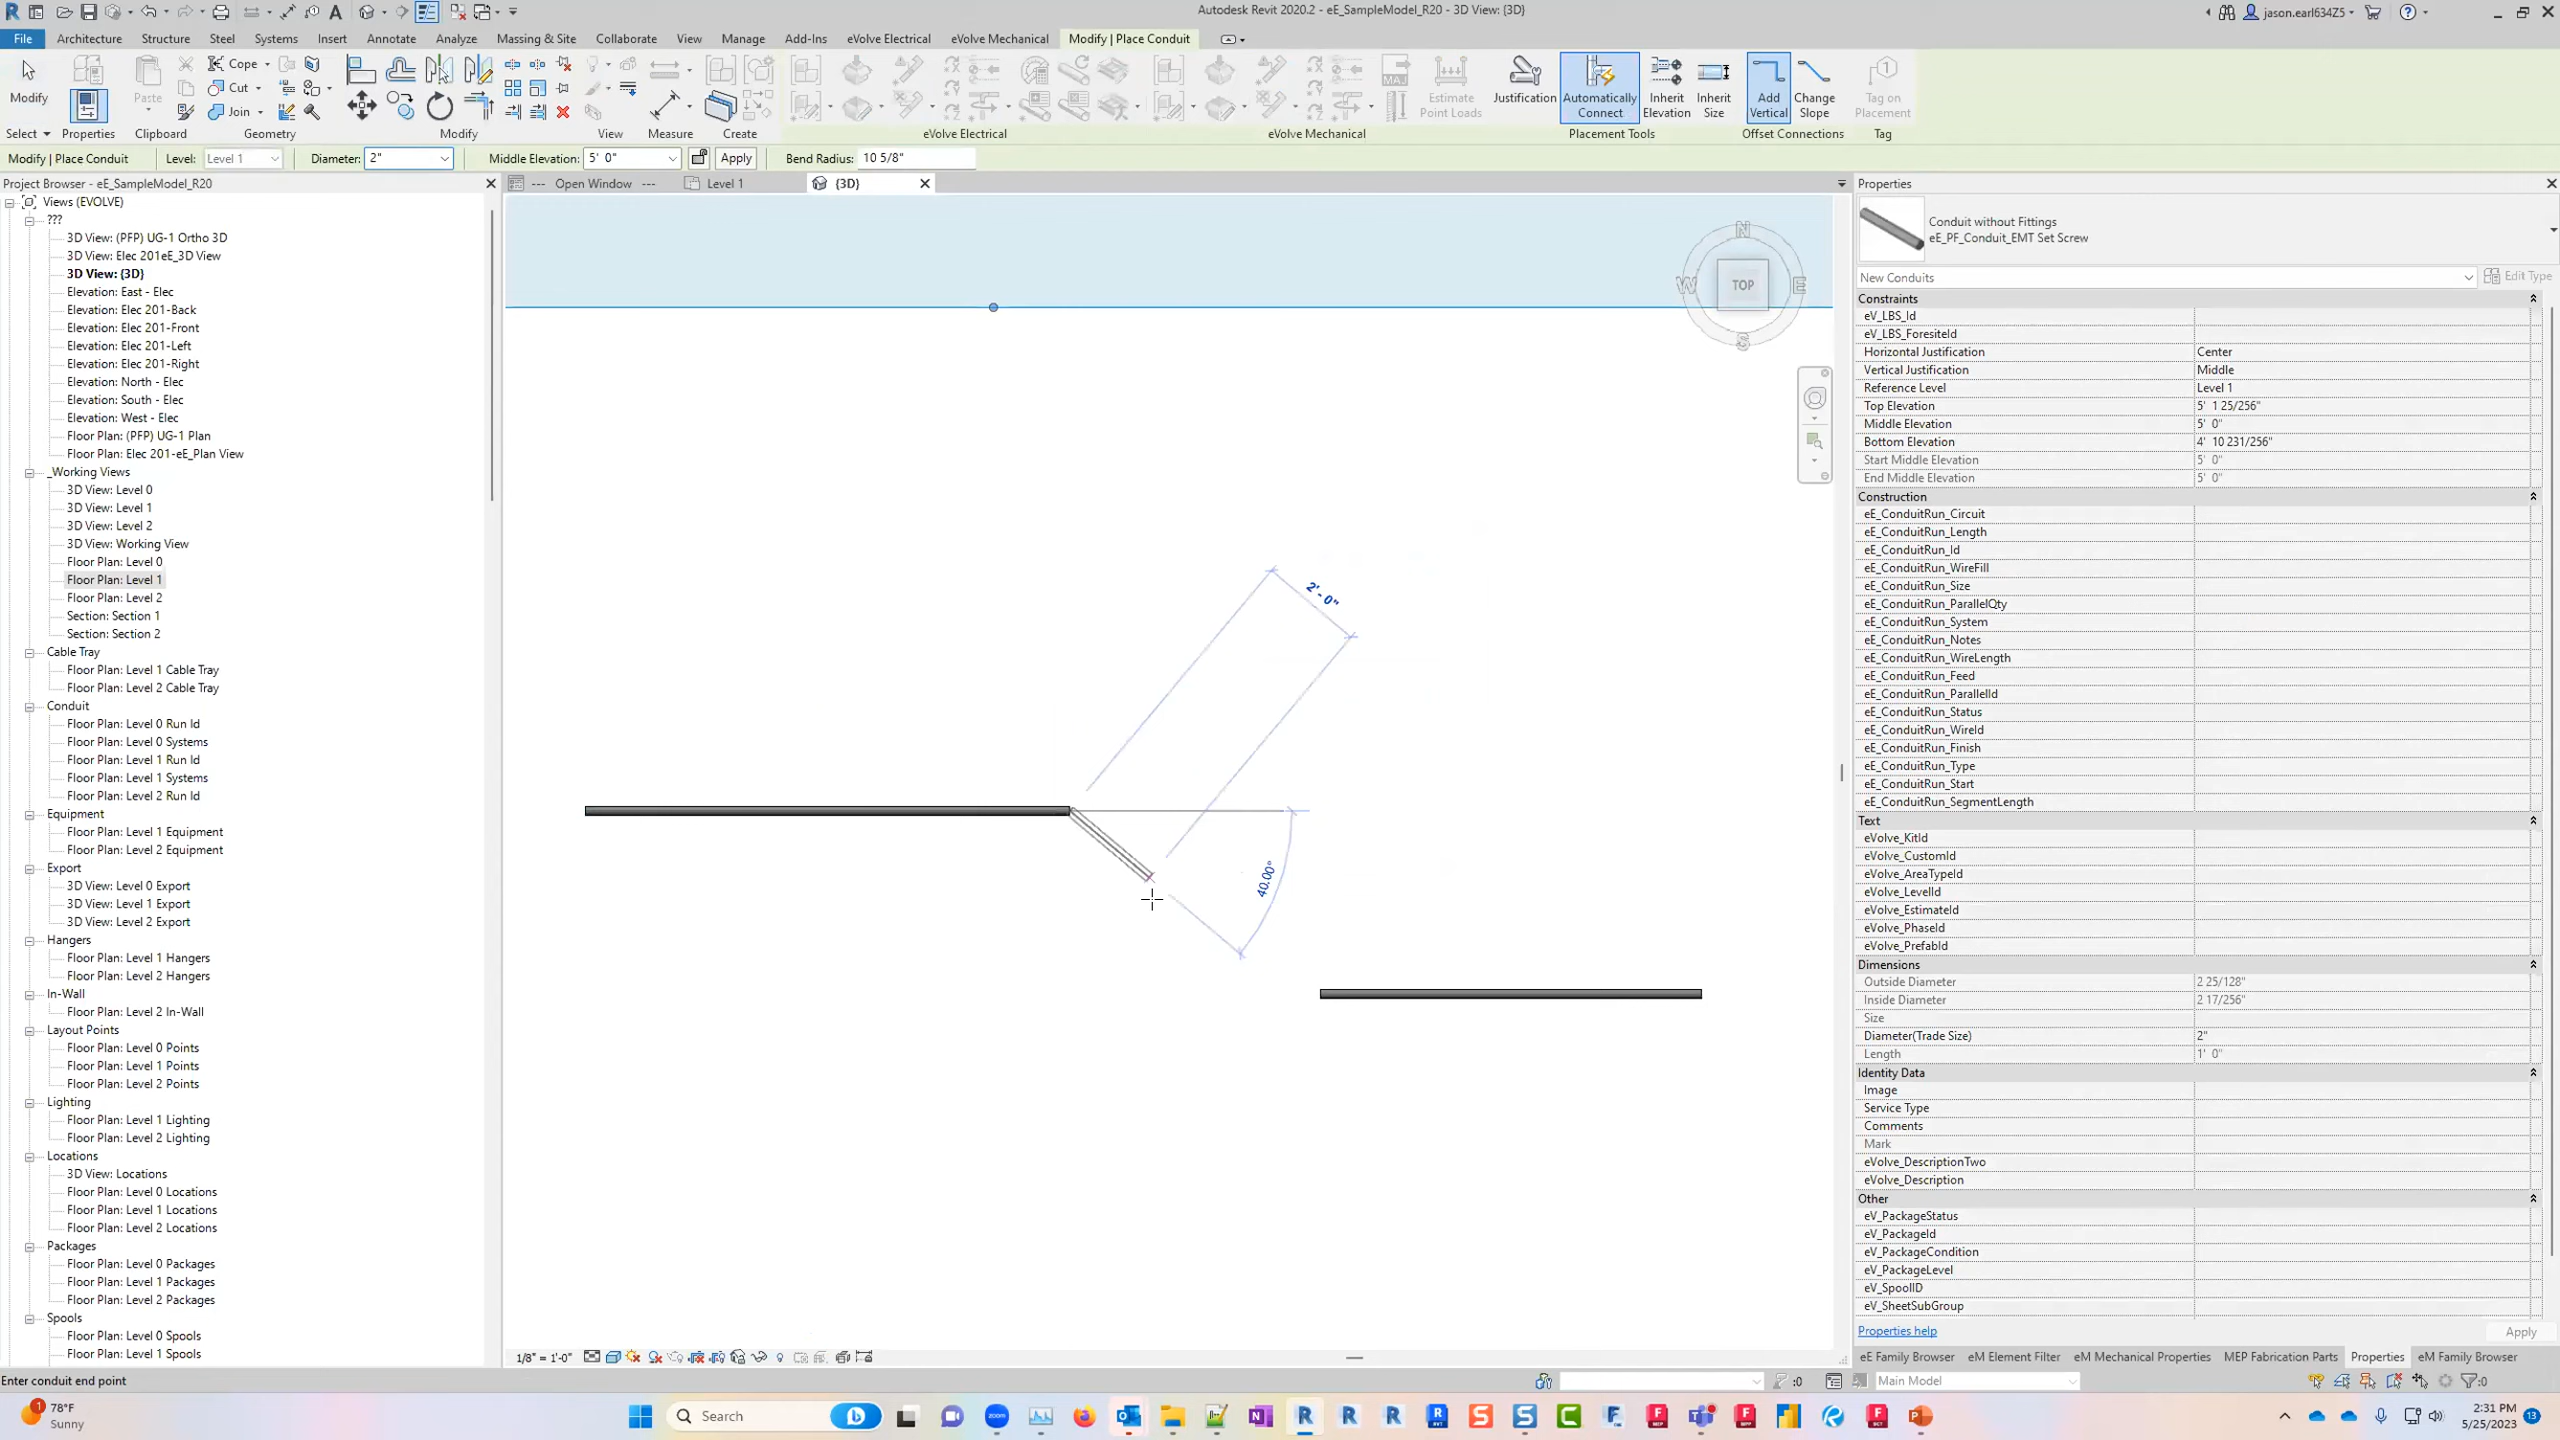 Autodesk Revit 2020.2 - eE_SampleModel_R20 - 3D View: {3D}
jason.earl634Z5
File Architecture Structure Steel Systems Insert Annotate Analyze Massing & Site Collaborate View Manage Add-Ins eVolve Electrical eVolve Mechanical Modify | Place Conduit
Modify
Paste
Cope
Cut
Join
Estimate Point Loads
Justification
Automatically Connect
Inherit Elevation
Inherit Size
Add Vertical
Change Slope
Tag on Placement
Select Properties Clipboard Geometry Modify View Measure Create eVolve Electrical eVolve Mechanical Placement Tools Offset Connections Tag
Modify | Place Conduit Level: Level 1 Diameter: 2" Middle Elevation: 5' 0" Apply Bend Radius: 10 5/8"
Project Browser - eE_SampleModel_R20
--- Open Window --- Level 1 {3D}
Views (EVOLVE)
???
3D View: (PFP) UG-1 Ortho 3D
3D View: Elec 201eE_3D View
3D View: {3D}
Elevation: East - Elec
Elevation: Elec 201-Back
Elevation: Elec 201-Front
Elevation: Elec 201-Left
Elevation: Elec 201-Right
Elevation: North - Elec
Elevation: South - Elec
Elevation: West - Elec
Floor Plan: (PFP) UG-1 Plan
Floor Plan: Elec 201-eE_Plan View
_Working Views
3D View: Level 0
3D View: Level 1
3D View: Level 2
3D View: Working View
Floor Plan: Level 0
Floor Plan: Level 1
Floor Plan: Level 2
Section: Section 1
Section: Section 2
Cable Tray
Floor Plan: Level 1 Cable Tray
Floor Plan: Level 2 Cable Tray
Conduit
Floor Plan: Level 0 Run Id
Floor Plan: Level 0 Systems
Floor Plan: Level 1 Run Id
Floor Plan: Level 1 Systems
Floor Plan: Level 2 Run Id
Equipment
Floor Plan: Level 1 Equipment
Floor Plan: Level 2 Equipment
Export
3D View: Level 0 Export
3D View: Level 1 Export
3D View: Level 2 Export
Hangers
Floor Plan: Level 1 Hangers
Floor Plan: Level 2 Hangers
In-Wall
Floor Plan: Level 2 In-Wall
Layout Points
Floor Plan: Level 0 Points
Floor Plan: Level 1 Points
Floor Plan: Level 2 Points
Lighting
Floor Plan: Level 1 Lighting
Floor Plan: Level 2 Lighting
Locations
3D View: Locations
Floor Plan: Level 0 Locations
Floor Plan: Level 1 Locations
Floor Plan: Level 2 Locations
Packages
Floor Plan: Level 0 Packages
Floor Plan: Level 1 Packages
Floor Plan: Level 2 Packages
Spools
Floor Plan: Level 0 Spools
Floor Plan: Level 1 Spools
N
W TOP E
S
2' - 0"
40.00°
1/8" = 1'-0"
Properties
Conduit without Fittings
eE_PF_Conduit_EMT Set Screw
New Conduits Edit Type
Constraints
eV_LBS_Id
eV_LBS_ForesiteId
Horizontal Justification Center
Vertical Justification Middle
Reference Level Level 1
Top Elevation 5' 1 25/256"
Middle Elevation 5' 0"
Bottom Elevation 4' 10 231/256"
Start Middle Elevation 5' 0"
End Middle Elevation 5' 0"
Construction
eE_ConduitRun_Circuit
eE_ConduitRun_Length
eE_ConduitRun_Id
eE_ConduitRun_WireFill
eE_ConduitRun_Size
eE_ConduitRun_ParallelQty
eE_ConduitRun_System
eE_ConduitRun_Notes
eE_ConduitRun_WireLength
eE_ConduitRun_Feed
eE_ConduitRun_ParallelId
eE_ConduitRun_Status
eE_ConduitRun_WireId
eE_ConduitRun_Finish
eE_ConduitRun_Type
eE_ConduitRun_Start
eE_ConduitRun_SegmentLength
Text
eVolve_KitId
eVolve_CustomId
eVolve_AreaTypeId
eVolve_LevelId
eVolve_EstimateId
eVolve_PhaseId
eVolve_PrefabId
Dimensions
Outside Diameter 2 25/128"
Inside Diameter 2 17/256"
Size
Diameter(Trade Size) 2"
Length 1' 0"
Identity Data
Image
Service Type
Comments
Mark
eVolve_DescriptionTwo
eVolve_Description
Other
eV_PackageStatus
eV_PackageId
eV_PackageCondition
eV_PackageLevel
eV_SpoolID
eV_SheetSubGroup
Properties help Apply
eE Family Browser eM Element Filter eM Mechanical Properties MEP Fabrication Parts Properties eM Family Browser
Enter conduit end point
:0 Main Model :0
78°F
Sunny
Search
2:31 PM
5/25/2023
13